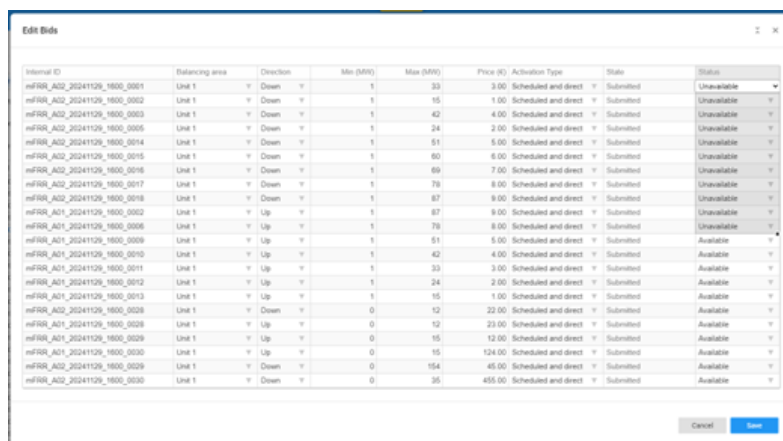 Edit Bids
Internal ID Balancing area Direction Min (MW) Max (MW) Price (€) Activation Type State Status
mFRR_A02_20241129_1600_0001 Unit 1 Down 1 33 3.00 Scheduled and direct Submitted Unavailable
mFRR_A02_20241129_1600_0002 Unit 1 Down 1 15 1.00 Scheduled and direct Submitted Unavailable
mFRR_A02_20241129_1600_0003 Unit 1 Down 1 42 4.00 Scheduled and direct Submitted Unavailable
mFRR_A02_20241129_1600_0005 Unit 1 Down 1 24 2.00 Scheduled and direct Submitted Unavailable
mFRR_A02_20241129_1600_0014 Unit 1 Down 1 51 5.00 Scheduled and direct Submitted Unavailable
mFRR_A02_20241129_1600_0015 Unit 1 Down 1 60 6.00 Scheduled and direct Submitted Unavailable
mFRR_A02_20241129_1600_0016 Unit 1 Down 1 69 7.00 Scheduled and direct Submitted Unavailable
mFRR_A02_20241129_1600_0017 Unit 1 Down 1 78 8.00 Scheduled and direct Submitted Unavailable
mFRR_A02_20241129_1600_0018 Unit 1 Down 1 87 9.00 Scheduled and direct Submitted Unavailable
mFRR_A01_20241129_1600_0002 Unit 1 Up 1 87 9.00 Scheduled and direct Submitted Unavailable
mFRR_A01_20241129_1600_0006 Unit 1 Up 1 78 8.00 Scheduled and direct Submitted Unavailable
mFRR_A01_20241129_1600_0009 Unit 1 Up 1 51 5.00 Scheduled and direct Submitted Available
mFRR_A01_20241129_1600_0010 Unit 1 Up 1 42 4.00 Scheduled and direct Submitted Available
mFRR_A01_20241129_1600_0011 Unit 1 Up 1 33 3.00 Scheduled and direct Submitted Available
mFRR_A01_20241129_1600_0012 Unit 1 Up 1 24 2.00 Scheduled and direct Submitted Available
mFRR_A01_20241129_1600_0013 Unit 1 Up 1 15 1.00 Scheduled and direct Submitted Available
mFRR_A02_20241129_1600_0028 Unit 1 Down 0 12 22.00 Scheduled and direct Submitted Available
mFRR_A01_20241129_1600_0028 Unit 1 Up 0 12 23.00 Scheduled and direct Submitted Available
mFRR_A01_20241129_1600_0029 Unit 1 Up 0 15 12.00 Scheduled and direct Submitted Available
mFRR_A01_20241129_1600_0030 Unit 1 Up 0 15 124.00 Scheduled and direct Submitted Available
mFRR_A02_20241129_1600_0029 Unit 1 Down 0 154 45.00 Scheduled and direct Submitted Available
mFRR_A02_20241129_1600_0030 Unit 1 Down 0 35 455.00 Scheduled and direct Submitted Available
Cancel Save